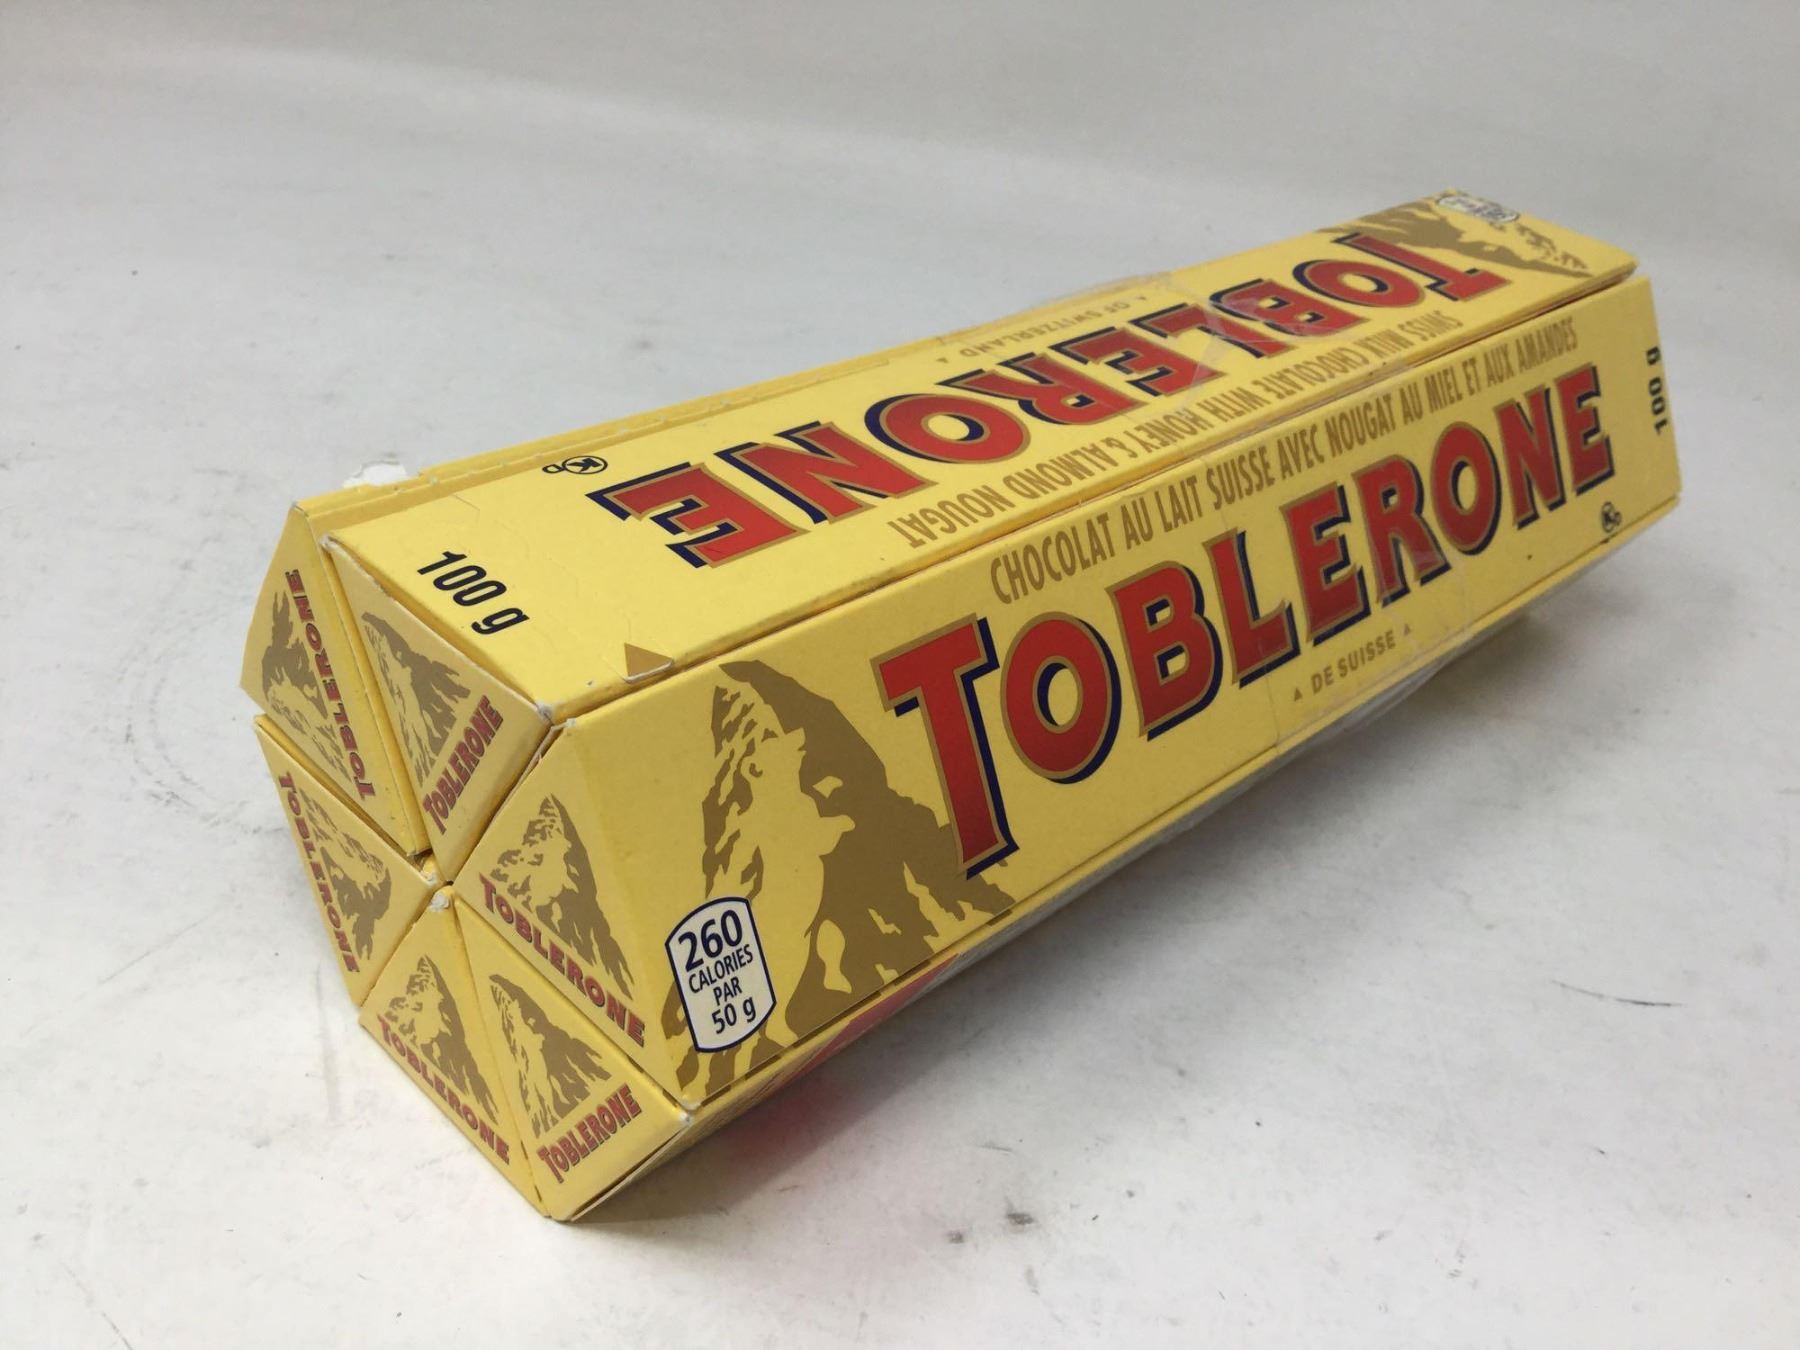 TOBLERONE
▲ OF SWITZERLAND ▲
SWISS MILK CHOCOLATE WITH HONEY & ALMOND NOUGAT
K
D
100 g
CHOCOLAT AU LAIT SUISSE AVEC NOUGAT AU MIEL ET AUX AMANDES
TOBLERONE
▲ DE SUISSE ▲
K
D
100 g
260
CALORIES
PAR
50 g
TOBLERONE
TOBLERONE
TOBLERONE
TOBLERONE
TOBLERONE
TOBLERONE